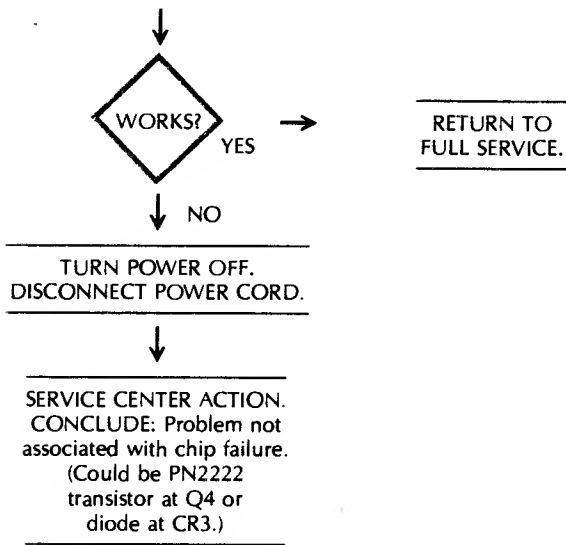 WORKS?
YES
RETURN TO
FULL SERVICE.
NO
TURN POWER OFF.
DISCONNECT POWER CORD.
SERVICE CENTER ACTION.
CONCLUDE: Problem not
associated with chip failure.
(Could be PN2222
transistor at Q4 or
diode at CR3.)